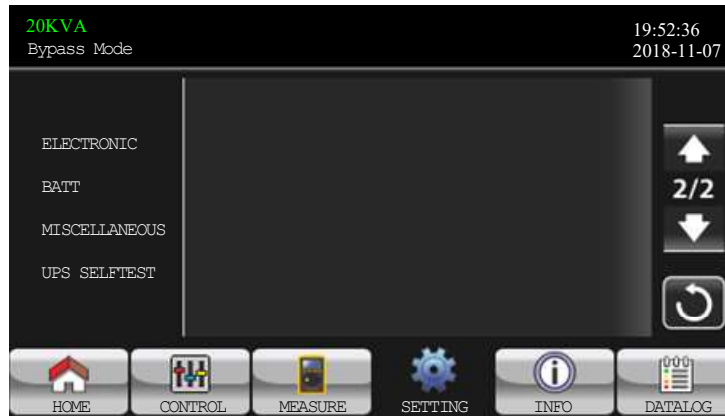 20KVA
Bypass Mode
19:52:36
2018-11-07
ELECTRONIC
BATT
MISCELLANEOUS
UPS SELFTEST
2/2
HOME
CONTROL
MEASURE
SETTING
INFO
DATALOG